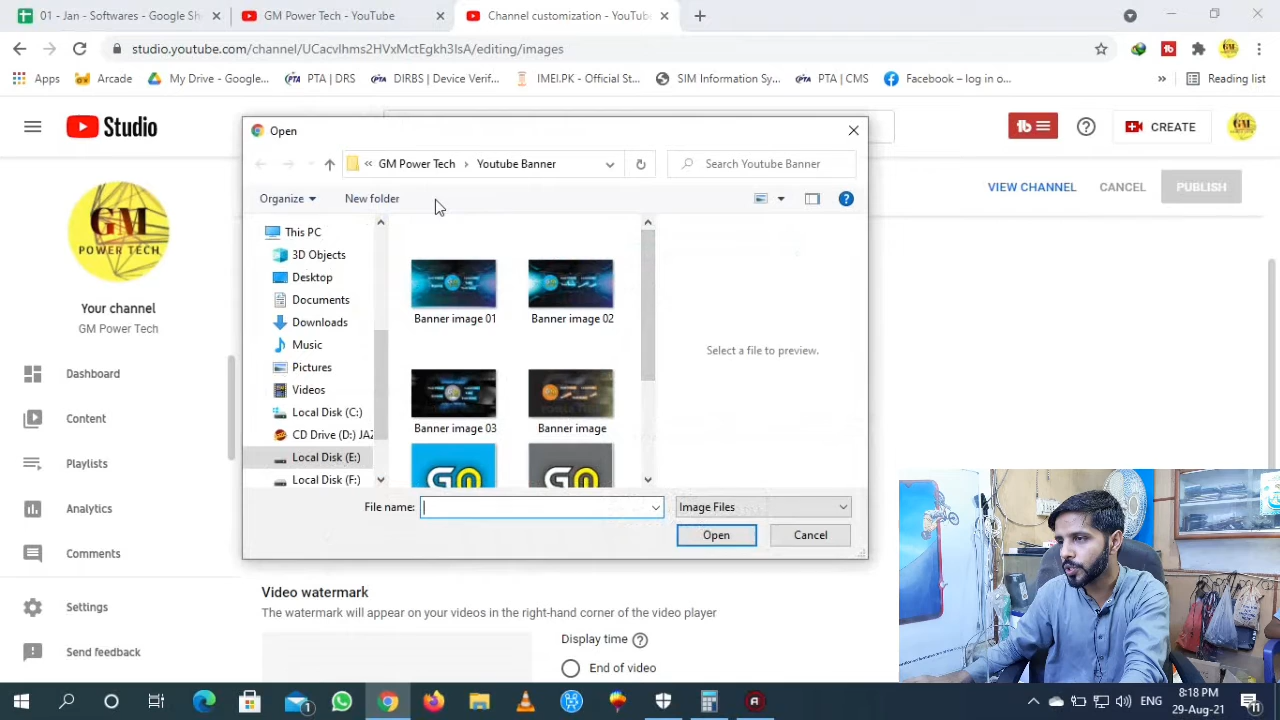 01 - Jan - Softwares - Google Sh
GM Power Tech - YouTube
Channel customization - YouTube
studio.youtube.com/channel/UCacvIhms2HVxMctEgkh3IsA/editing/images
Apps
Arcade
My Drive - Google...
PTA | DRS
DIRBS | Device Verif...
IMEI.PK - Official St...
SIM Information Sy...
PTA | CMS
Facebook – log in o...
»
Reading list
Studio
CREATE
VIEW CHANNEL
CANCEL
PUBLISH
GM
POWER TECH
Your channel
GM Power Tech
Dashboard
Content
Playlists
Analytics
Comments
Settings
Send feedback
Open
« GM Power Tech › Youtube Banner
Search Youtube Banner
Organize
New folder
This PC
3D Objects
Desktop
Documents
Downloads
Music
Pictures
Videos
Local Disk (C:)
CD Drive (D:) JAZ
Local Disk (E:)
Local Disk (F:)
Banner image 01
Banner image 02
Banner image 03
Banner image
Select a file to preview.
File name:
Image Files
Open
Cancel
Video watermark
The watermark will appear on your videos in the right-hand corner of the video player
Display time
End of video
ENG
8:18 PM
29-Aug-21